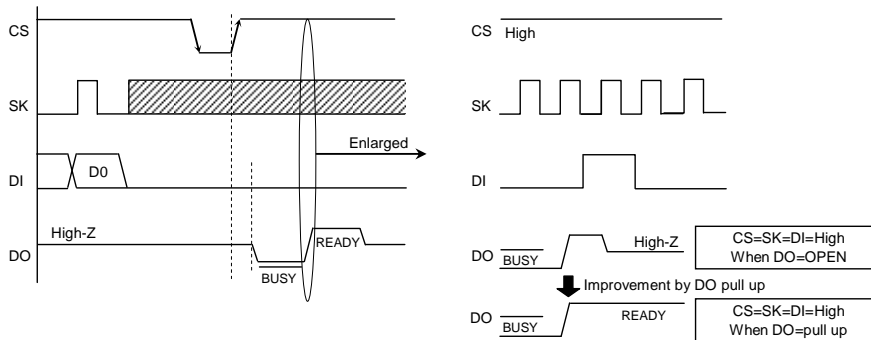 CS
SK
DI
D0
High-Z
DO
BUSY
READY
Enlarged
CS High
SK
DI
DO
BUSY
High-Z
CS=SK=DI=High
When DO=OPEN
Improvement by DO pull up
DO
BUSY
READY
CS=SK=DI=High
When DO=pull up